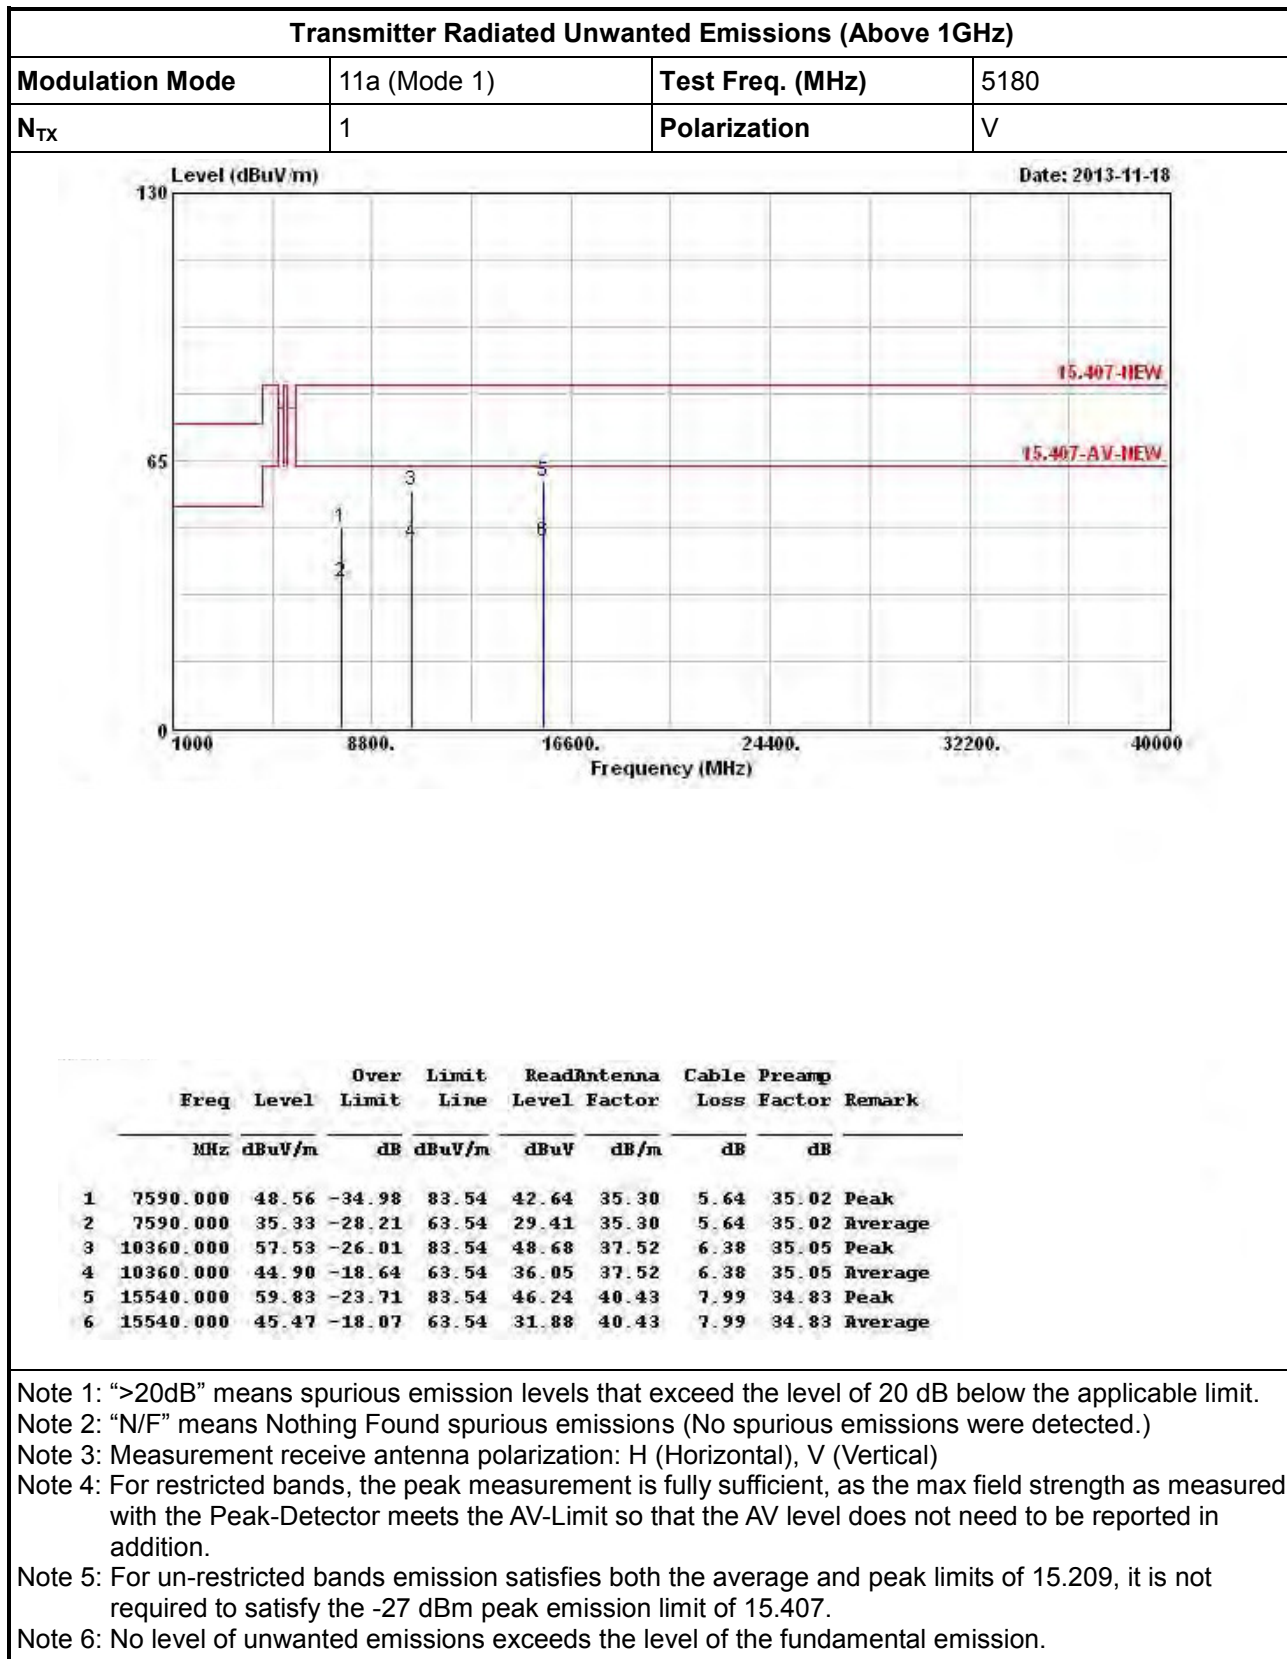 Transmitter Radiated Unwanted Emissions (Above 1GHz)
Modulation Mode 11a (Mode 1) Test Freq. (MHz) 5180
NTX 1 Polarization V
Level (dBuV/m) Date: 2013-11-18
130
15.407-NEW
65
15.407-AV-NEW
5
3
1
4
6
2
0
1000 8800. 16600. 24400. 32200. 40000
Frequency (MHz)
Over Limit ReadAntenna Cable Preamp
Freq Level Limit Line Level Factor Loss Factor Remark
MHz dBuV/m dB dBuV/m dBuV dB/m dB dB
1 7590.000 48.56 -34.98 83.54 42.64 35.30 5.64 35.02 Peak
2 7590.000 35.33 -28.21 63.54 29.41 35.30 5.64 35.02 Average
3 10360.000 57.53 -26.01 83.54 48.68 37.52 6.38 35.05 Peak
4 10360.000 44.90 -18.64 63.54 36.05 37.52 6.38 35.05 Average
5 15540.000 59.83 -23.71 83.54 46.24 40.43 7.99 34.83 Peak
6 15540.000 45.47 -18.07 63.54 31.88 40.43 7.99 34.83 Average
Note 1: “>20dB” means spurious emission levels that exceed the level of 20 dB below the applicable limit.
Note 2: “N/F” means Nothing Found spurious emissions (No spurious emissions were detected.)
Note 3: Measurement receive antenna polarization: H (Horizontal), V (Vertical)
Note 4: For restricted bands, the peak measurement is fully sufficient, as the max field strength as measured
with the Peak-Detector meets the AV-Limit so that the AV level does not need to be reported in
addition.
Note 5: For un-restricted bands emission satisfies both the average and peak limits of 15.209, it is not
required to satisfy the -27 dBm peak emission limit of 15.407.
Note 6: No level of unwanted emissions exceeds the level of the fundamental emission.